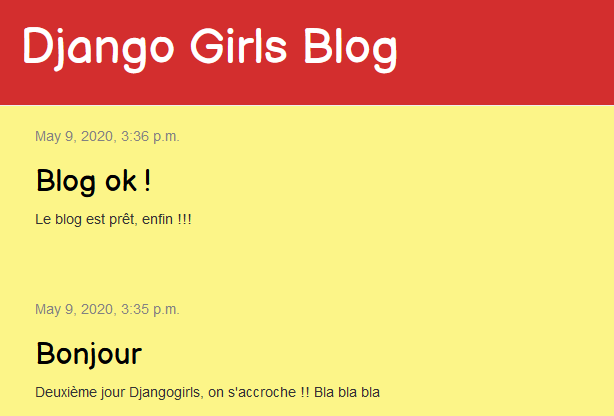 Django Girls Blog
May 9, 2020, 3:36 p.m.
Blog ok !
Le blog est prêt, enfin !!!
May 9, 2020, 3:35 p.m.
Bonjour
Deuxième jour Djangogirls, on s'accroche !! Bla bla bla